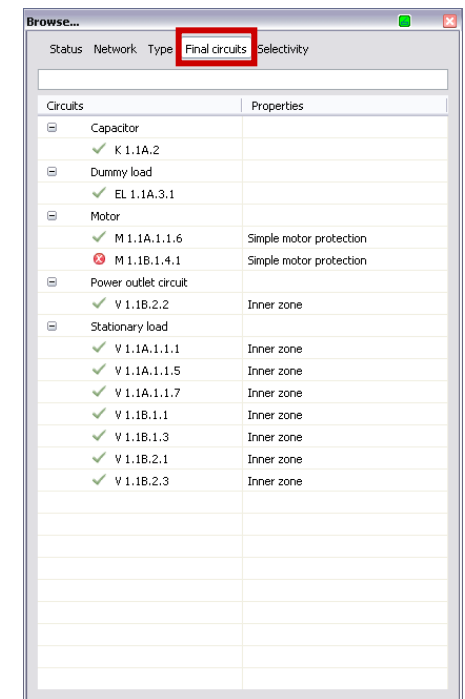 Browse...
Status Network Type Final circuits Selectivity
Circuits Properties
Capacitor
K 1.1A.2
Dummy load
EL 1.1A.3.1
Motor
M 1.1A.1.1.6 Simple motor protection
M 1.1B.1.4.1 Simple motor protection
Power outlet circuit
V 1.1B.2.2 Inner zone
Stationary load
V 1.1A.1.1.1 Inner zone
V 1.1A.1.1.5 Inner zone
V 1.1A.1.1.7 Inner zone
V 1.1B.1.1 Inner zone
V 1.1B.1.3 Inner zone
V 1.1B.2.1 Inner zone
V 1.1B.2.3 Inner zone